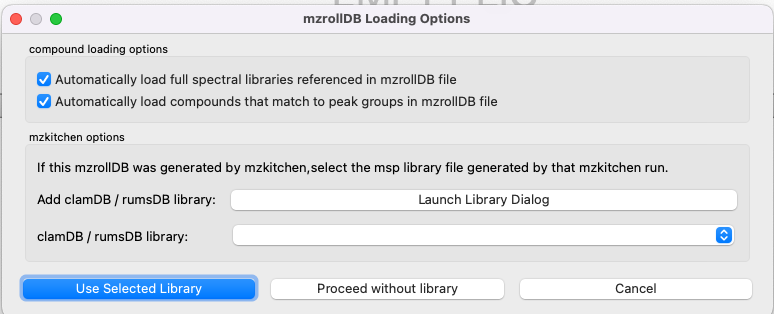 mzrollDB Loading Options
compound loading options
Automatically load full spectral libraries referenced in mzrollDB file
Automatically load compounds that match to peak groups in mzrollDB file
mzkitchen options
If this mzrollDB was generated by mzkitchen,select the msp library file generated by that mzkitchen run.
Add clamDB / rumsDB library:
Launch Library Dialog
clamDB / rumsDB library:
Use Selected Library
Proceed without library
Cancel